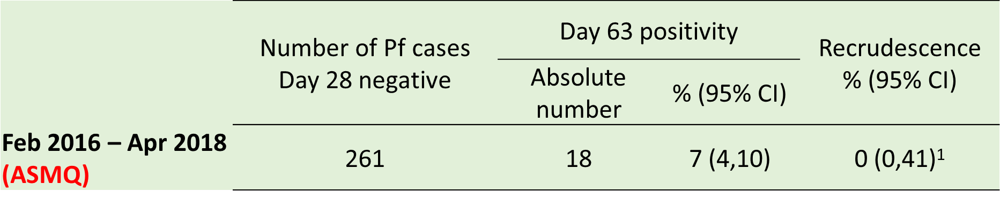 Number of Pf cases
Day 28 negative
Day 63 positivity
Absolute
number
% (95% CI)
Recrudescence
% (95% CI)
Feb 2016 – Apr 2018
(ASMQ)
261
18
7 (4,10)
0 (0,41)¹